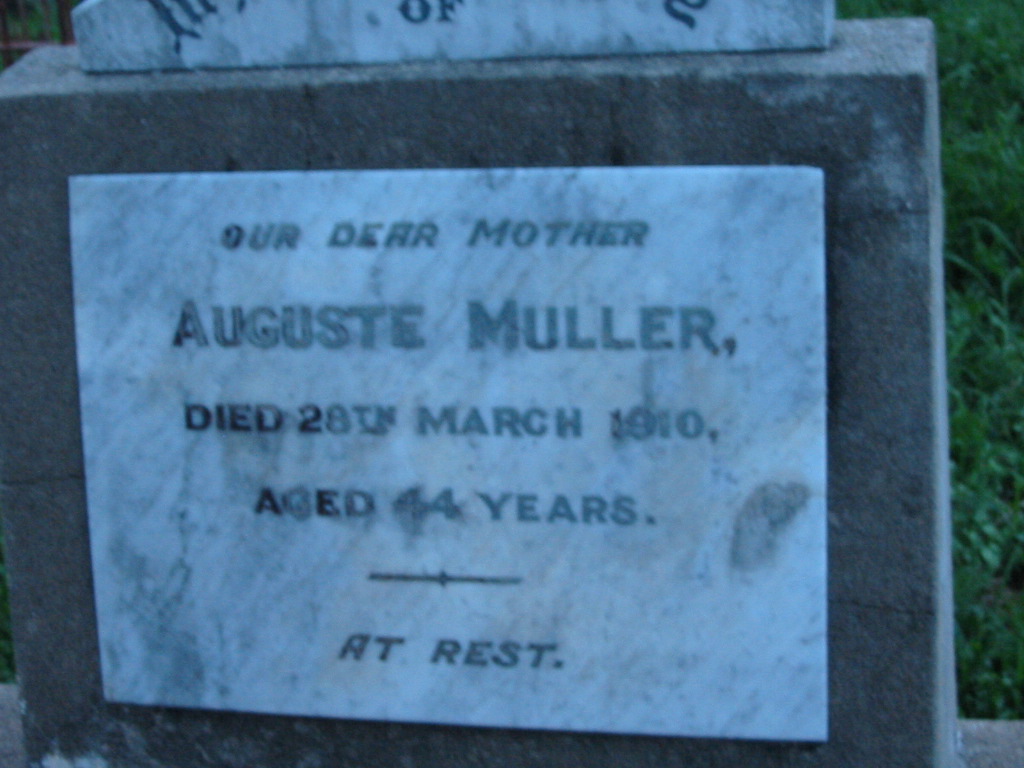 OF
OUR DEAR MOTHER
AUGUSTE MULLER,
DIED 28TH MARCH 1910,
AGED 44 YEARS.
AT REST.